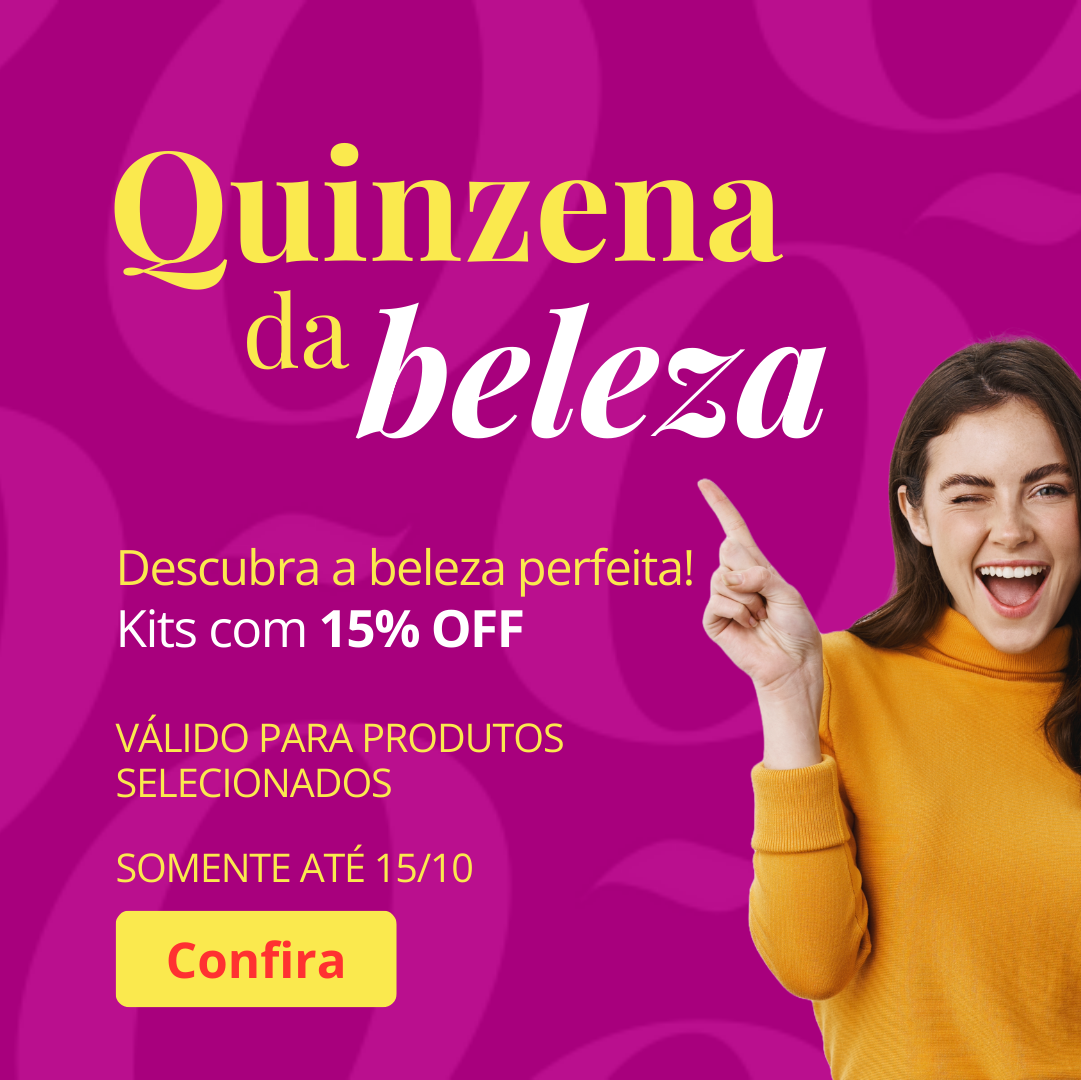 Quinzena
da beleza
Descubra a beleza perfeita!
Kits com 15% OFF
VÁLIDO PARA PRODUTOS
SELECIONADOS
SOMENTE ATÉ 15/10
Confira